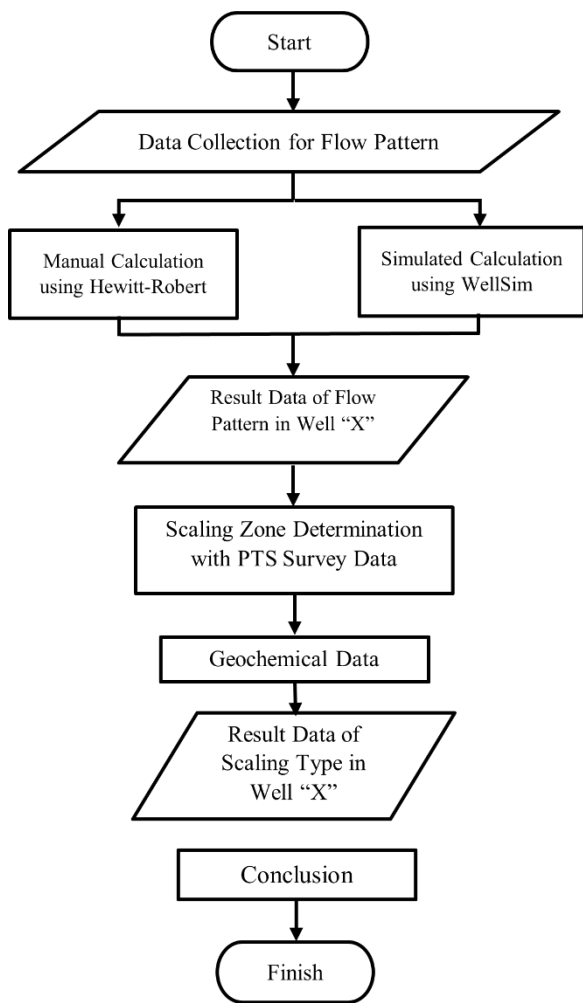 Start
Data Collection for Flow Pattern
Manual Calculation
using Hewitt-Robert
Simulated Calculation
using WellSim
Result Data of Flow
Pattern in Well “X”
Scaling Zone Determination
with PTS Survey Data
Geochemical Data
Result Data of
Scaling Type in
Well “X”
Conclusion
Finish